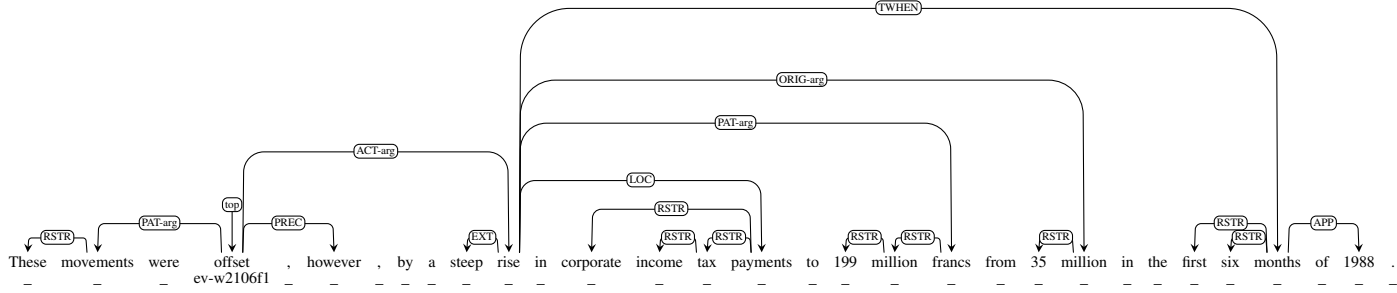 TWHEN
ORIG-arg
PAT-arg
ACT-arg
LOC
top
RSTR
PAT-arg
PREC
RSTR
APP
RSTR
EXT
RSTR
RSTR
RSTR
RSTR
RSTR
RSTR
These movements were offset , however , by a steep rise in corporate income tax payments to 199 million francs from 35 million in the first six months of 1988 .
_ _ _ ev-w2106f1 _ _ _ _ _ _ _ _ _ _ _ _ _ _ _ _ _ _ _ _ _ _ _ _ _ _ _ _